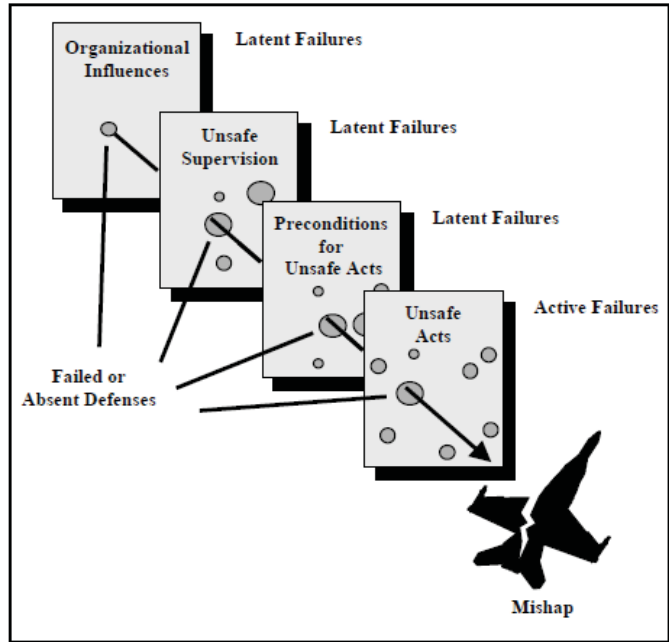 Organizational
Influences
Latent Failures
Unsafe
Supervision
Latent Failures
Preconditions
for
Unsafe Acts
Latent Failures
Unsafe
Acts
Active Failures
Failed or
Absent Defenses
Mishap